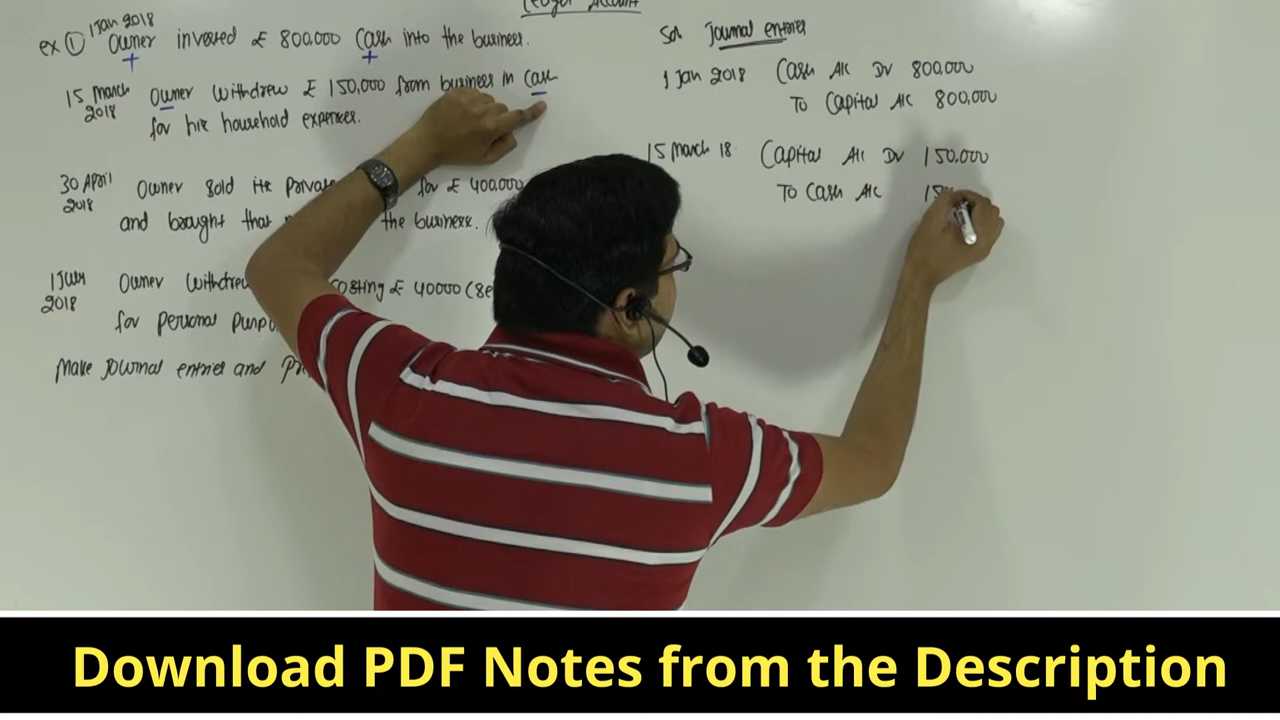 Ledger Account
ex ① 1 Jan 2018 Owner invested £ 800,000 Cash into the business.
15 March 2018 Owner withdrew £ 150,000 from business in cash
for his household expenses.
30 April 2018 Owner sold his private for £ 400,000
and brought that the business.
2018 Owner withdrew costing £ 40000
for personal
Make Journal entries and
Sol Journal entries
1 Jan 2018 Cash A/c Dr 800,000
To Capital A/c 800,000
15 March 18 Capital A/c Dr 150,000
To Cash A/c
Download PDF Notes from the Description